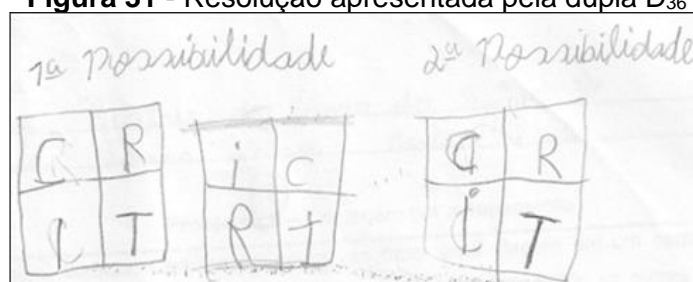 Figura 31 - Resolução apresentada pela dupla D36
1ª Possibilidade 2ª Possibilidade
C R i C C R
I T R T i T